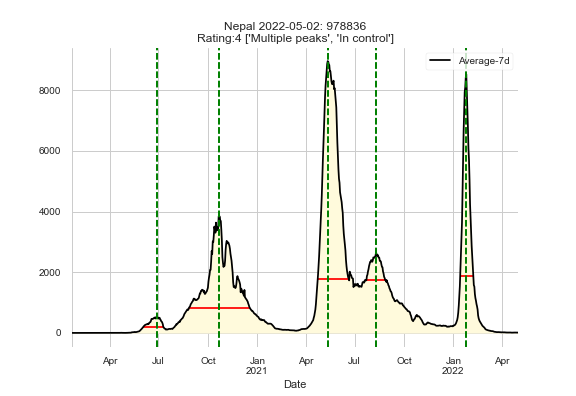 Nepal 2022-05-02: 978836
Rating:4 ['Multiple peaks', 'In control']
Average-7d
8000
6000
4000
2000
0
Apr Jul Oct Jan Apr Jul Oct Jan Apr
2021 2022
Date